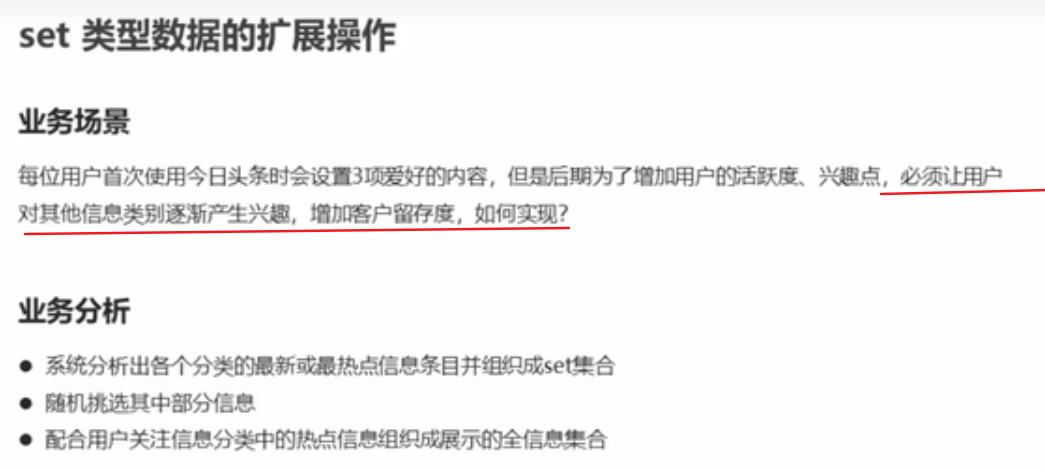 set 类型数据的扩展操作
业务场景
每位用户首次使用今日头条时会设置3项爱好的内容，但是后期为了增加用户的活跃度、兴趣点，必须让用户
对其他信息类别逐渐产生兴趣，增加客户留存度，如何实现?
业务分析
● 系统分析出各个分类的最新或最热点信息条目并组织成set集合
● 随机挑选其中部分信息
● 配合用户关注信息分类中的热点信息组织成展示的全信息集合